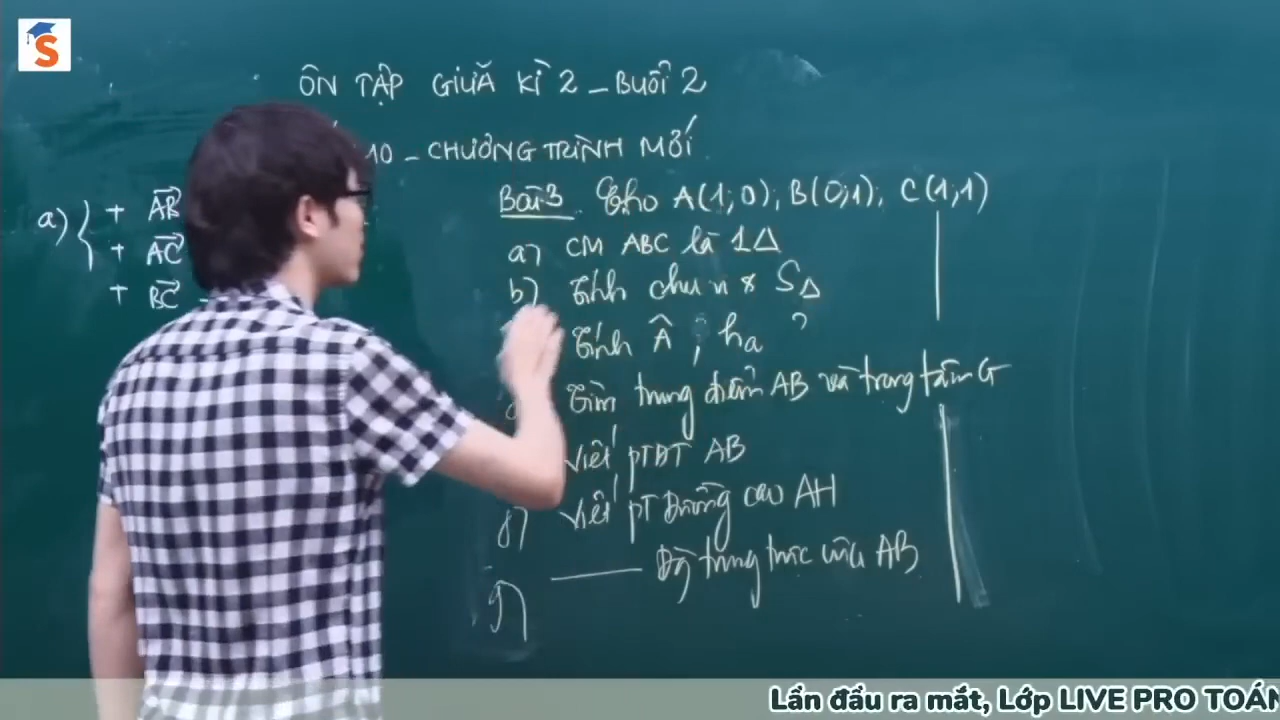 S
ÔN TẬP GIỮA KÌ 2 - BUỔI 2
10 - CHƯƠNG TRÌNH MỚI
a) { + AB→
+ AC→
+ BC→ -
Bài 3. Cho A(1;0); B(0;1); C(1;1)
a) CM ABC là 1Δ
b) Tính chu vi & SΔ
Tính Â; ha ?
Tìm trung điểm AB và trọng tâm G
Viết PTĐT AB
f) Viết PT Đường cao AH
g) —— Đg trung trực của AB
Lần đầu ra mắt, Lớp LIVE PRO TOÁN